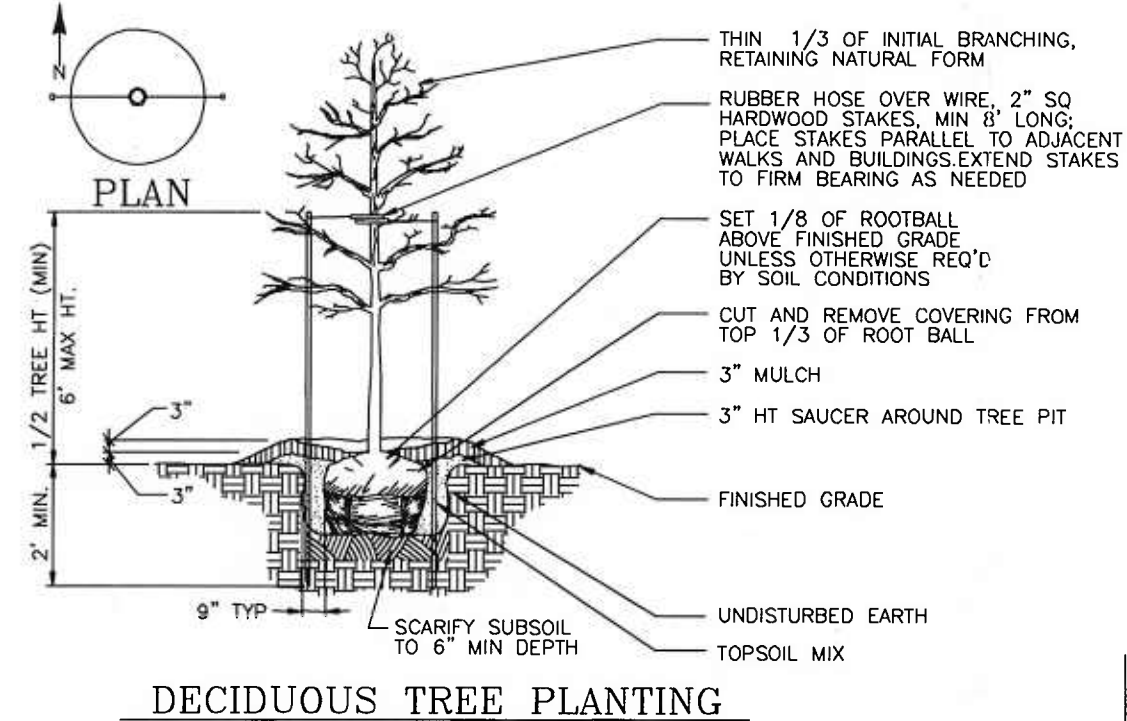 N
PLAN
THIN 1/3 OF INITIAL BRANCHING,
RETAINING NATURAL FORM
RUBBER HOSE OVER WIRE, 2" SQ
HARDWOOD STAKES, MIN 8' LONG;
PLACE STAKES PARALLEL TO ADJACENT
WALKS AND BUILDINGS.EXTEND STAKES
TO FIRM BEARING AS NEEDED
SET 1/8 OF ROOTBALL
ABOVE FINISHED GRADE
UNLESS OTHERWISE REQ'D
BY SOIL CONDITIONS
CUT AND REMOVE COVERING FROM
TOP 1/3 OF ROOT BALL
3" MULCH
3" HT SAUCER AROUND TREE PIT
FINISHED GRADE
UNDISTURBED EARTH
TOPSOIL MIX
1/2 TREE HT (MIN)
6' MAX HT.
3"
3"
2' MIN.
9" TYP
SCARIFY SUBSOIL
TO 6" MIN DEPTH
DECIDUOUS TREE PLANTING